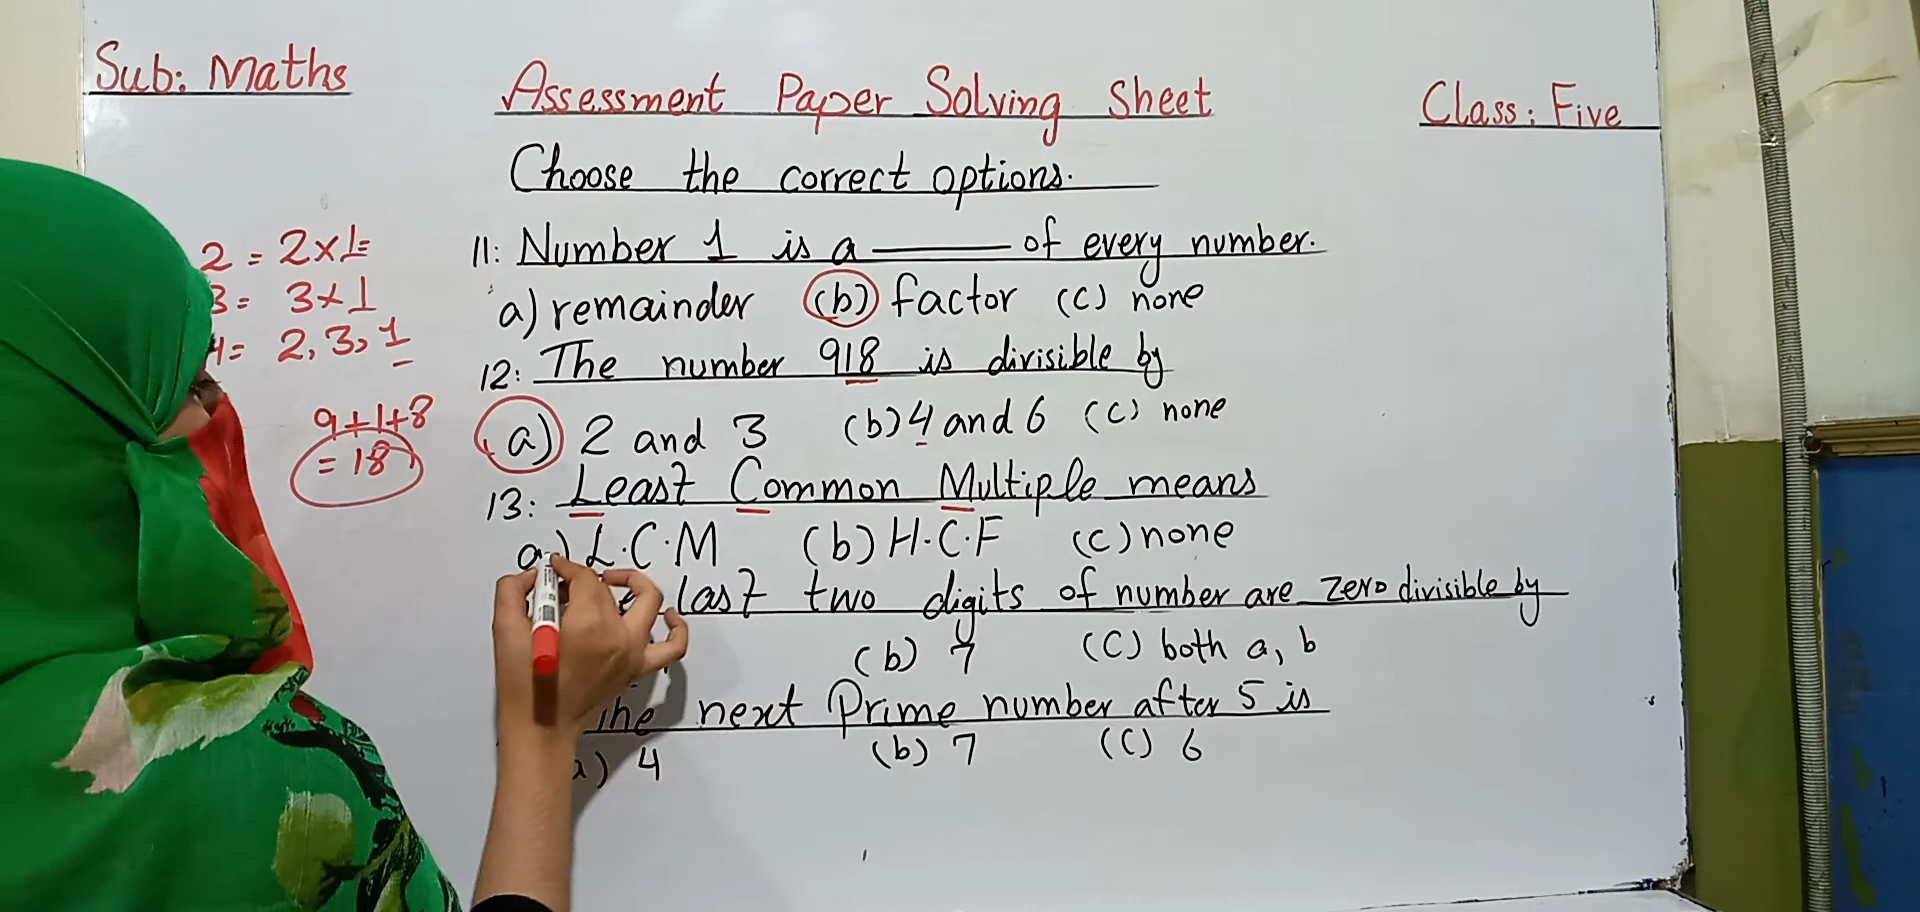 Sub: Maths
Assessment Paper Solving Sheet
Class: Five
Choose the correct options.
2 = 2×1=
3= 3×1
4= 2,3,1
9+1+8
=18
11: Number 1 is a ——— of every number.
a) remainder (b) factor (c) none
12: The number 918 is divisible by
a) 2 and 3 (b) 4 and 6 (c) none
13: Least Common Multiple means
a) L.C.M (b) H.C.F (c) none
last two digits of number are zero divisible by
(b) 7 (C) both a, b
The next Prime number after 5 is
a) 4 (b) 7 (C) 6